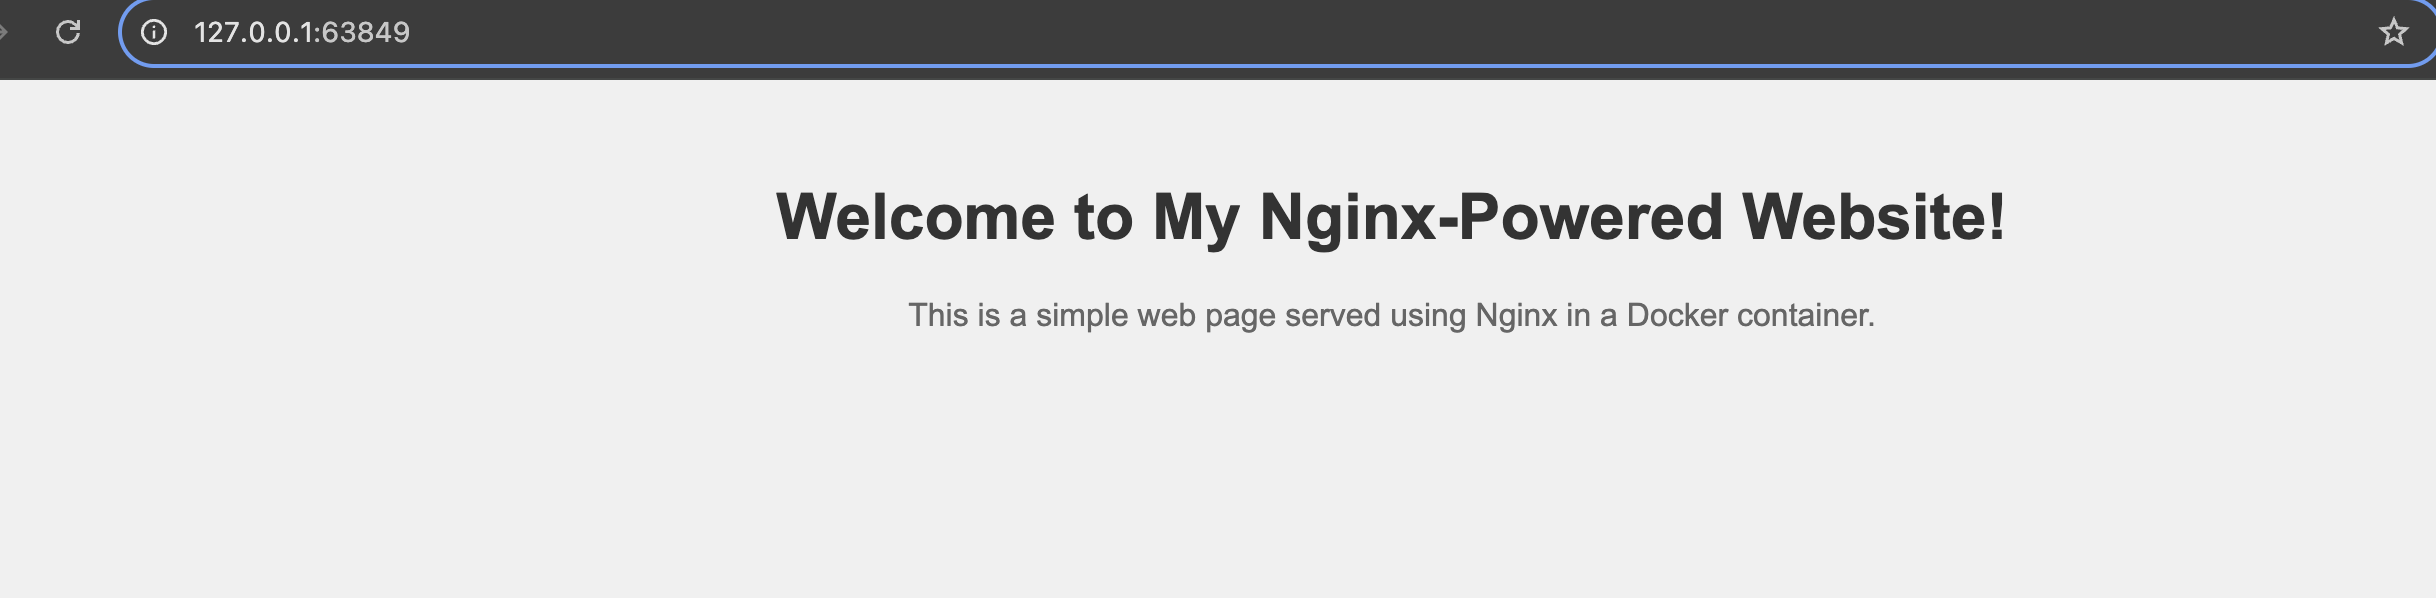 127.0.0.1:63849
Welcome to My Nginx-Powered Website!
This is a simple web page served using Nginx in a Docker container.